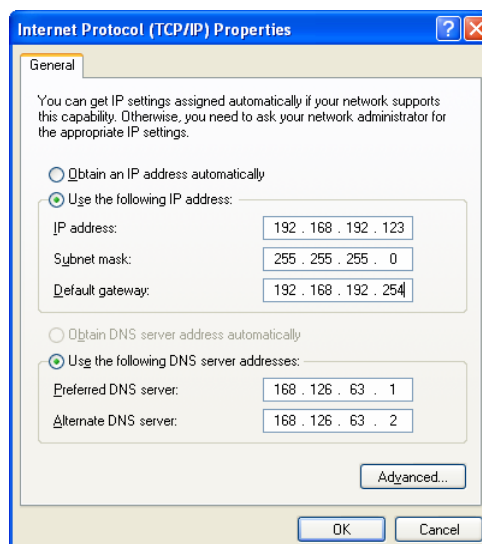 Internet Protocol (TCP/IP) Properties
General
You can get IP settings assigned automatically if your network supports
this capability. Otherwise, you need to ask your network administrator for
the appropriate IP settings.
Obtain an IP address automatically
Use the following IP address:
IP address: 192 . 168 . 192 . 123
Subnet mask: 255 . 255 . 255 . 0
Default gateway: 192 . 168 . 192 . 254
Obtain DNS server address automatically
Use the following DNS server addresses:
Preferred DNS server: 168 . 126 . 63 . 1
Alternate DNS server: 168 . 126 . 63 . 2
Advanced...
OK Cancel